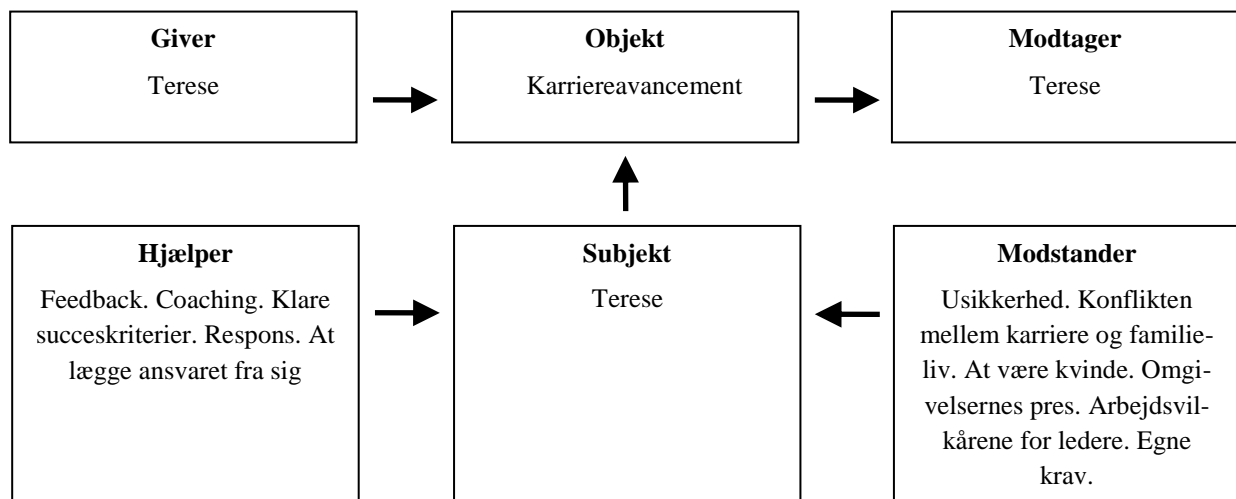 Giver
Terese
Objekt
Karriereavancement
Modtager
Terese
Hjælper
Feedback. Coaching. Klare
succeskriterier. Respons. At
lægge ansvaret fra sig
Subjekt
Terese
Modstander
Usikkerhed. Konflikten
mellem karriere og familie-
liv. At være kvinde. Omgi-
velsernes pres. Arbejdsvil-
kårene for ledere. Egne
krav.